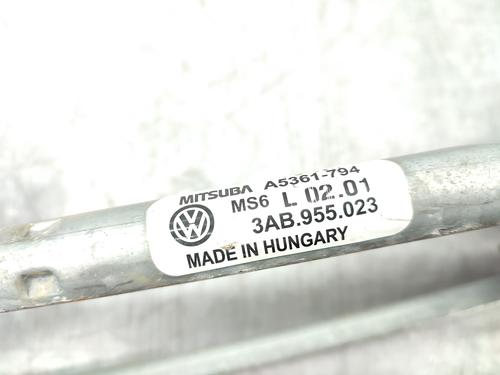 MITSUBA A5361-794
MS6 L 02.01
3AB.955.023
MADE IN HUNGARY